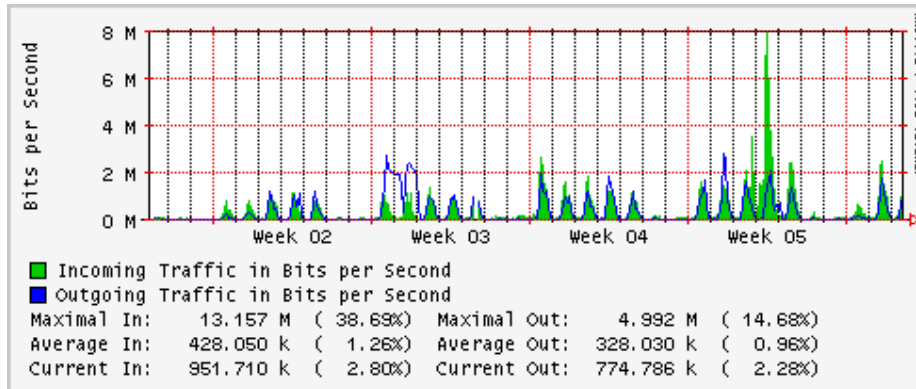 Bits per Second
8 M
6 M
4 M
2 M
0 M
Week 02 Week 03 Week 04 Week 05
Incoming Traffic in Bits per Second
Outgoing Traffic in Bits per Second
Maximal In: 13.157 M ( 38.69%) Maximal Out: 4.992 M ( 14.68%)
Average In: 428.050 k ( 1.26%) Average Out: 328.030 k ( 0.96%)
Current In: 951.710 k ( 2.80%) Current Out: 774.786 k ( 2.28%)